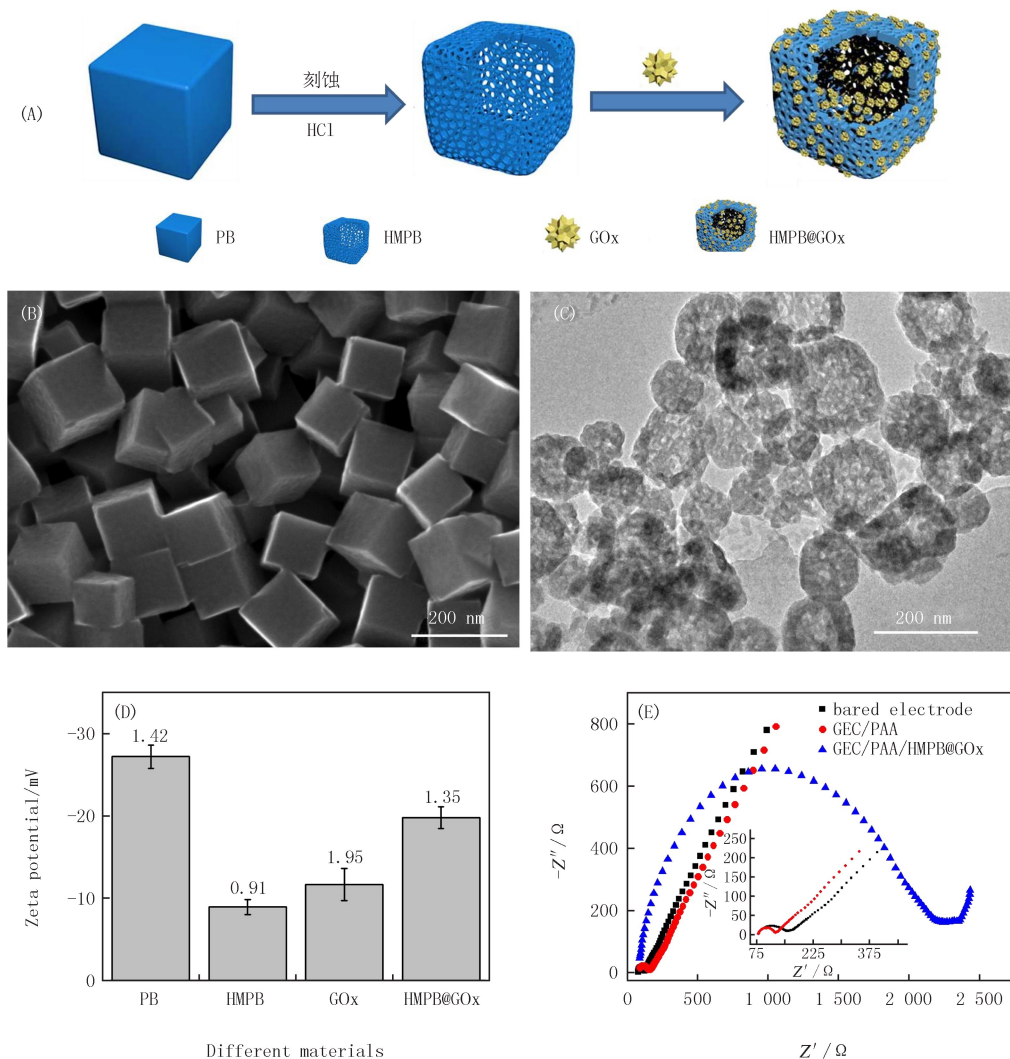 (A)
刻蚀
HCl
PB
HMPB
GOx
HMPB@GOx
(B)
200 nm
(C)
200 nm
(D)
Zeta potential/mV
-30
-20
-10
0
1.42
0.91
1.95
1.35
PB
HMPB
GOx
HMPB@GOx
Different materials
(E)
bared electrode
GEC/PAA
GEC/PAA/HMPB@GOx
-Z″/Ω
800
600
400
200
0
-Z″/Ω
250
200
150
100
50
0
75
225
375
Z′/Ω
0
500
1 000
1 500
2 000
2 500
Z′/Ω